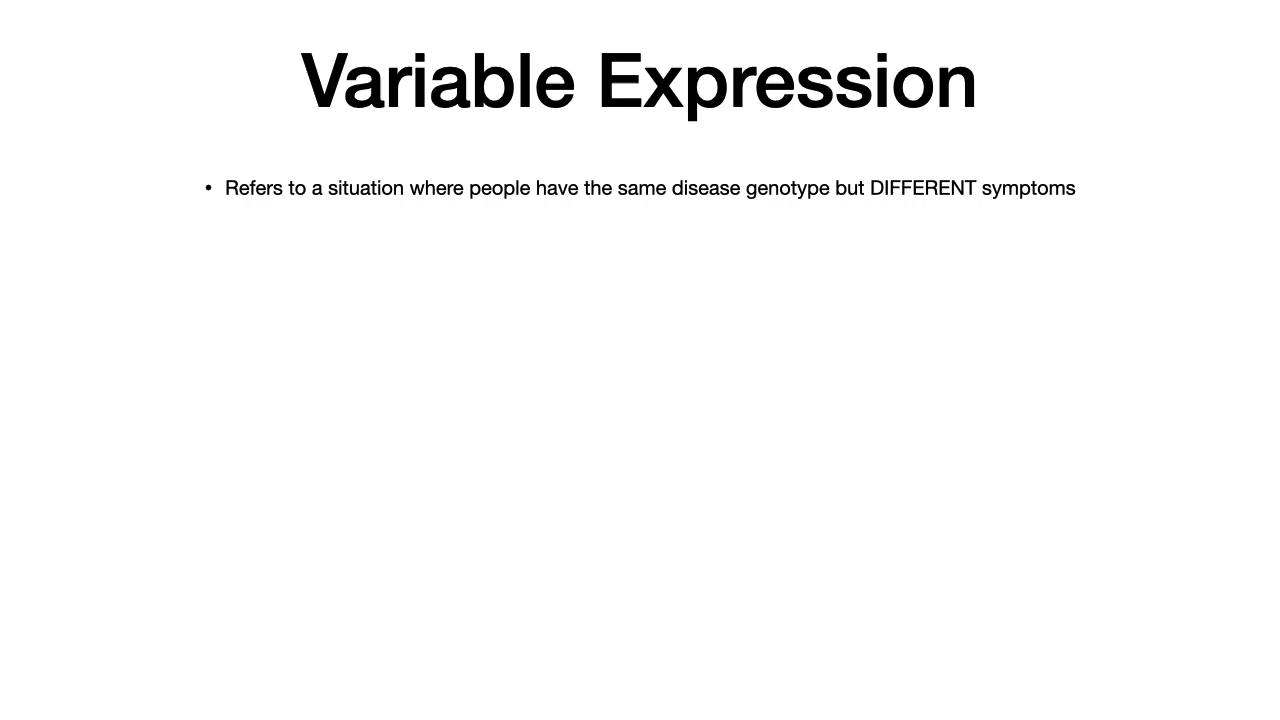 Variable Expression
• Refers to a situation where people have the same disease genotype but DIFFERENT symptoms